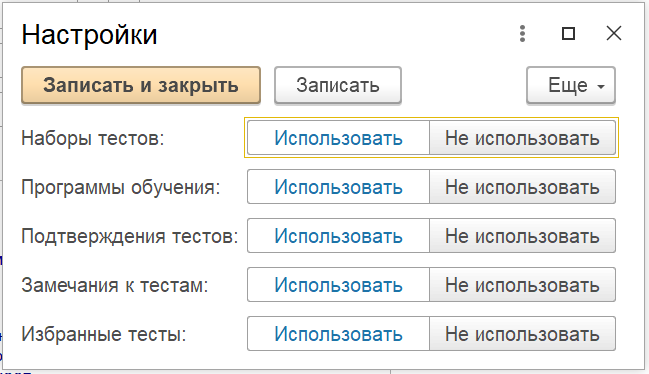 Настройки
Записать и закрыть Записать Еще
Наборы тестов: Использовать Не использовать
Программы обучения: Использовать Не использовать
Подтверждения тестов: Использовать Не использовать
Замечания к тестам: Использовать Не использовать
Избранные тесты: Использовать Не использовать